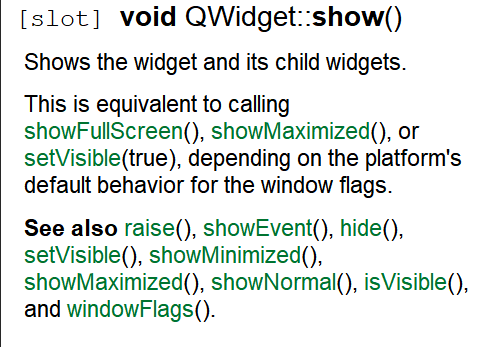 [slot] void QWidget::show()
Shows the widget and its child widgets.
This is equivalent to calling
showFullScreen(), showMaximized(), or
setVisible(true), depending on the platform's
default behavior for the window flags.
See also raise(), showEvent(), hide(),
setVisible(), showMinimized(),
showMaximized(), showNormal(), isVisible(),
and windowFlags().